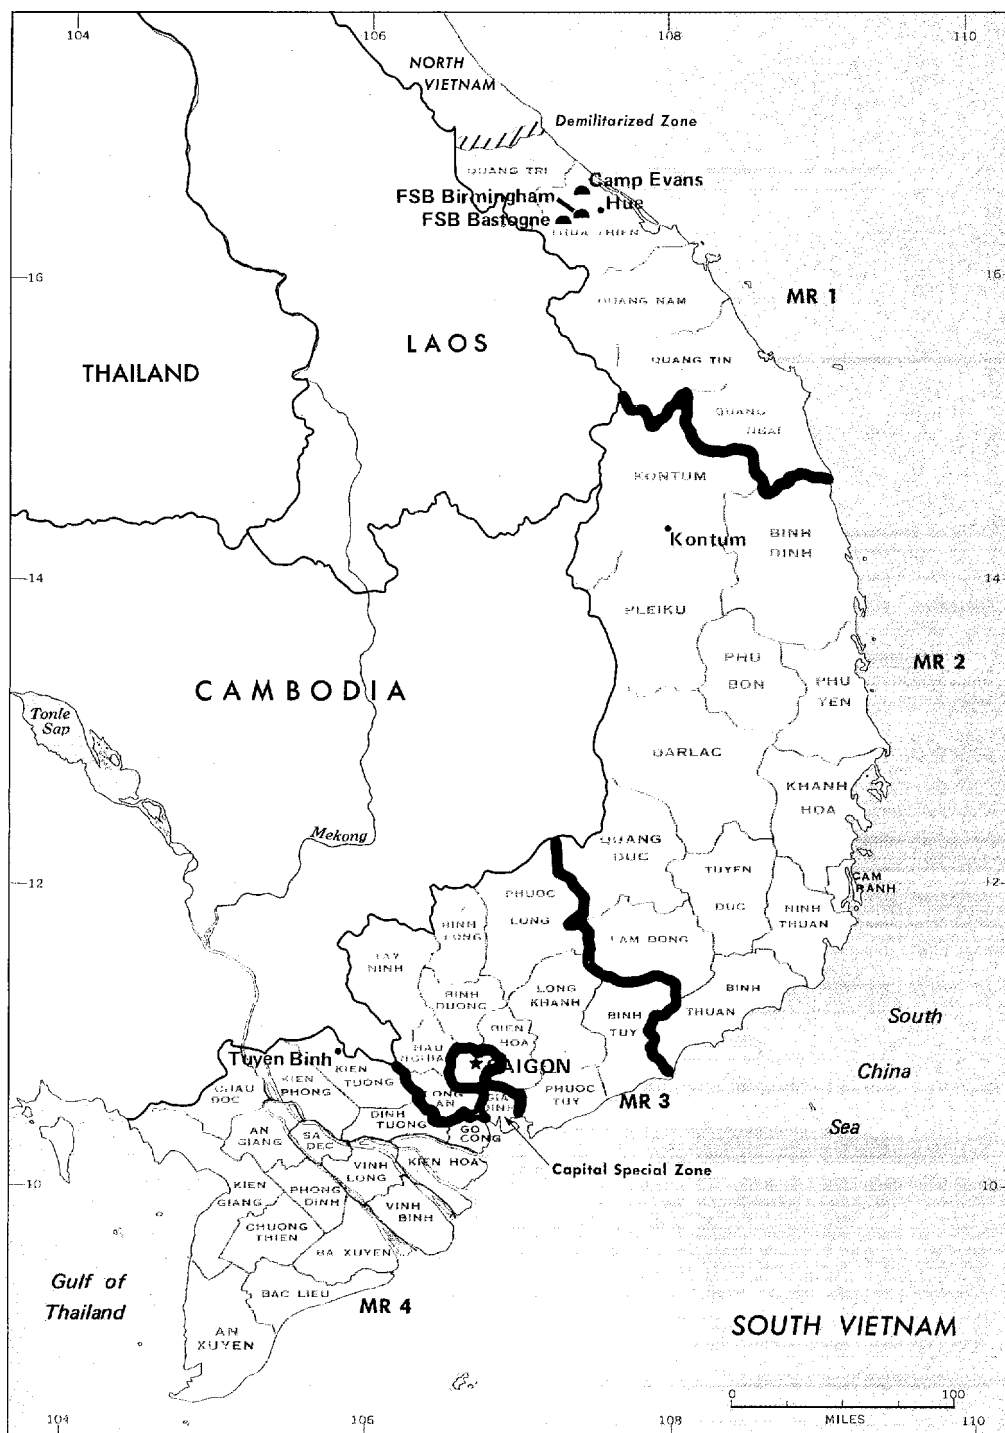 104
106
108
110
NORTH
VIETNAM
Demilitarized Zone
QUANG TRI
Camp Evans
FSB Birmingham
Hue
FSB Bastogne
THUA THIEN
16
16
MR 1
QUANG NAM
LAOS
THAILAND
QUANG TIN
QUANG
NGAI
KONTUM
Kontum
BINH
DINH
14
14
PLEIKU
PHU
BON
MR 2
PHU
YEN
CAMBODIA
Tonle
Sap
DARLAC
KHANH
HOA
Mekong
QUANG
DUC
TUYEN
DUC
CAM
RANH
12
12
PHUOC
LONG
NINH
THUAN
BINH
LONG
LAM DONG
TAY
NINH
LONG
KHANH
BINH
THUAN
BINH
DUONG
BINH
TUY
BIEN
HOA
South
China
Sea
HAU
NGHIA
SAIGON
Tuyen Binh
KIEN
TUONG
CHAU
DOC
KIEN
PHONG
LONG
AN
GIA
DINH
PHUOC
TUY
MR 3
DINH
TUONG
GO
CONG
AN
GIANG
SA
DEC
Capital Special Zone
KIEN HOA
VINH
LONG
10
10
KIEN
GIANG
PHONG
DINH
VINH
BINH
CHUONG
THIEN
BA XUYEN
Gulf of
Thailand
BAC LIEU
MR 4
AN
XUYEN
SOUTH VIETNAM
0
100
MILES
104
106
108
110